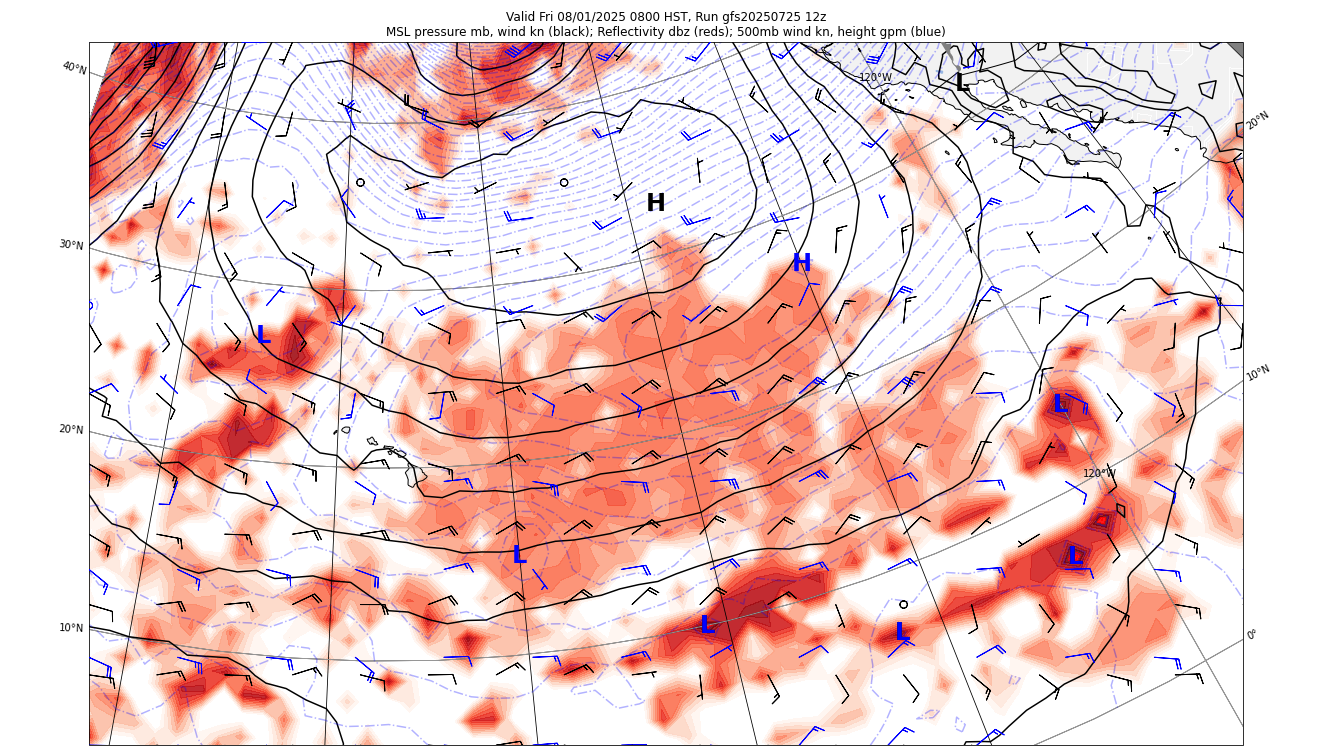 Valid Fri 08/01/2025 0800 HST, Run gfs20250725 12z
MSL pressure mb, wind kn (black); Reflectivity dbz (reds); 500mb wind kn, height gpm (blue)
40°N
120°W
L
20°N
H
30°N
H
L
10°N
20°N
L
120°W
L
L
10°N
L
L
0°